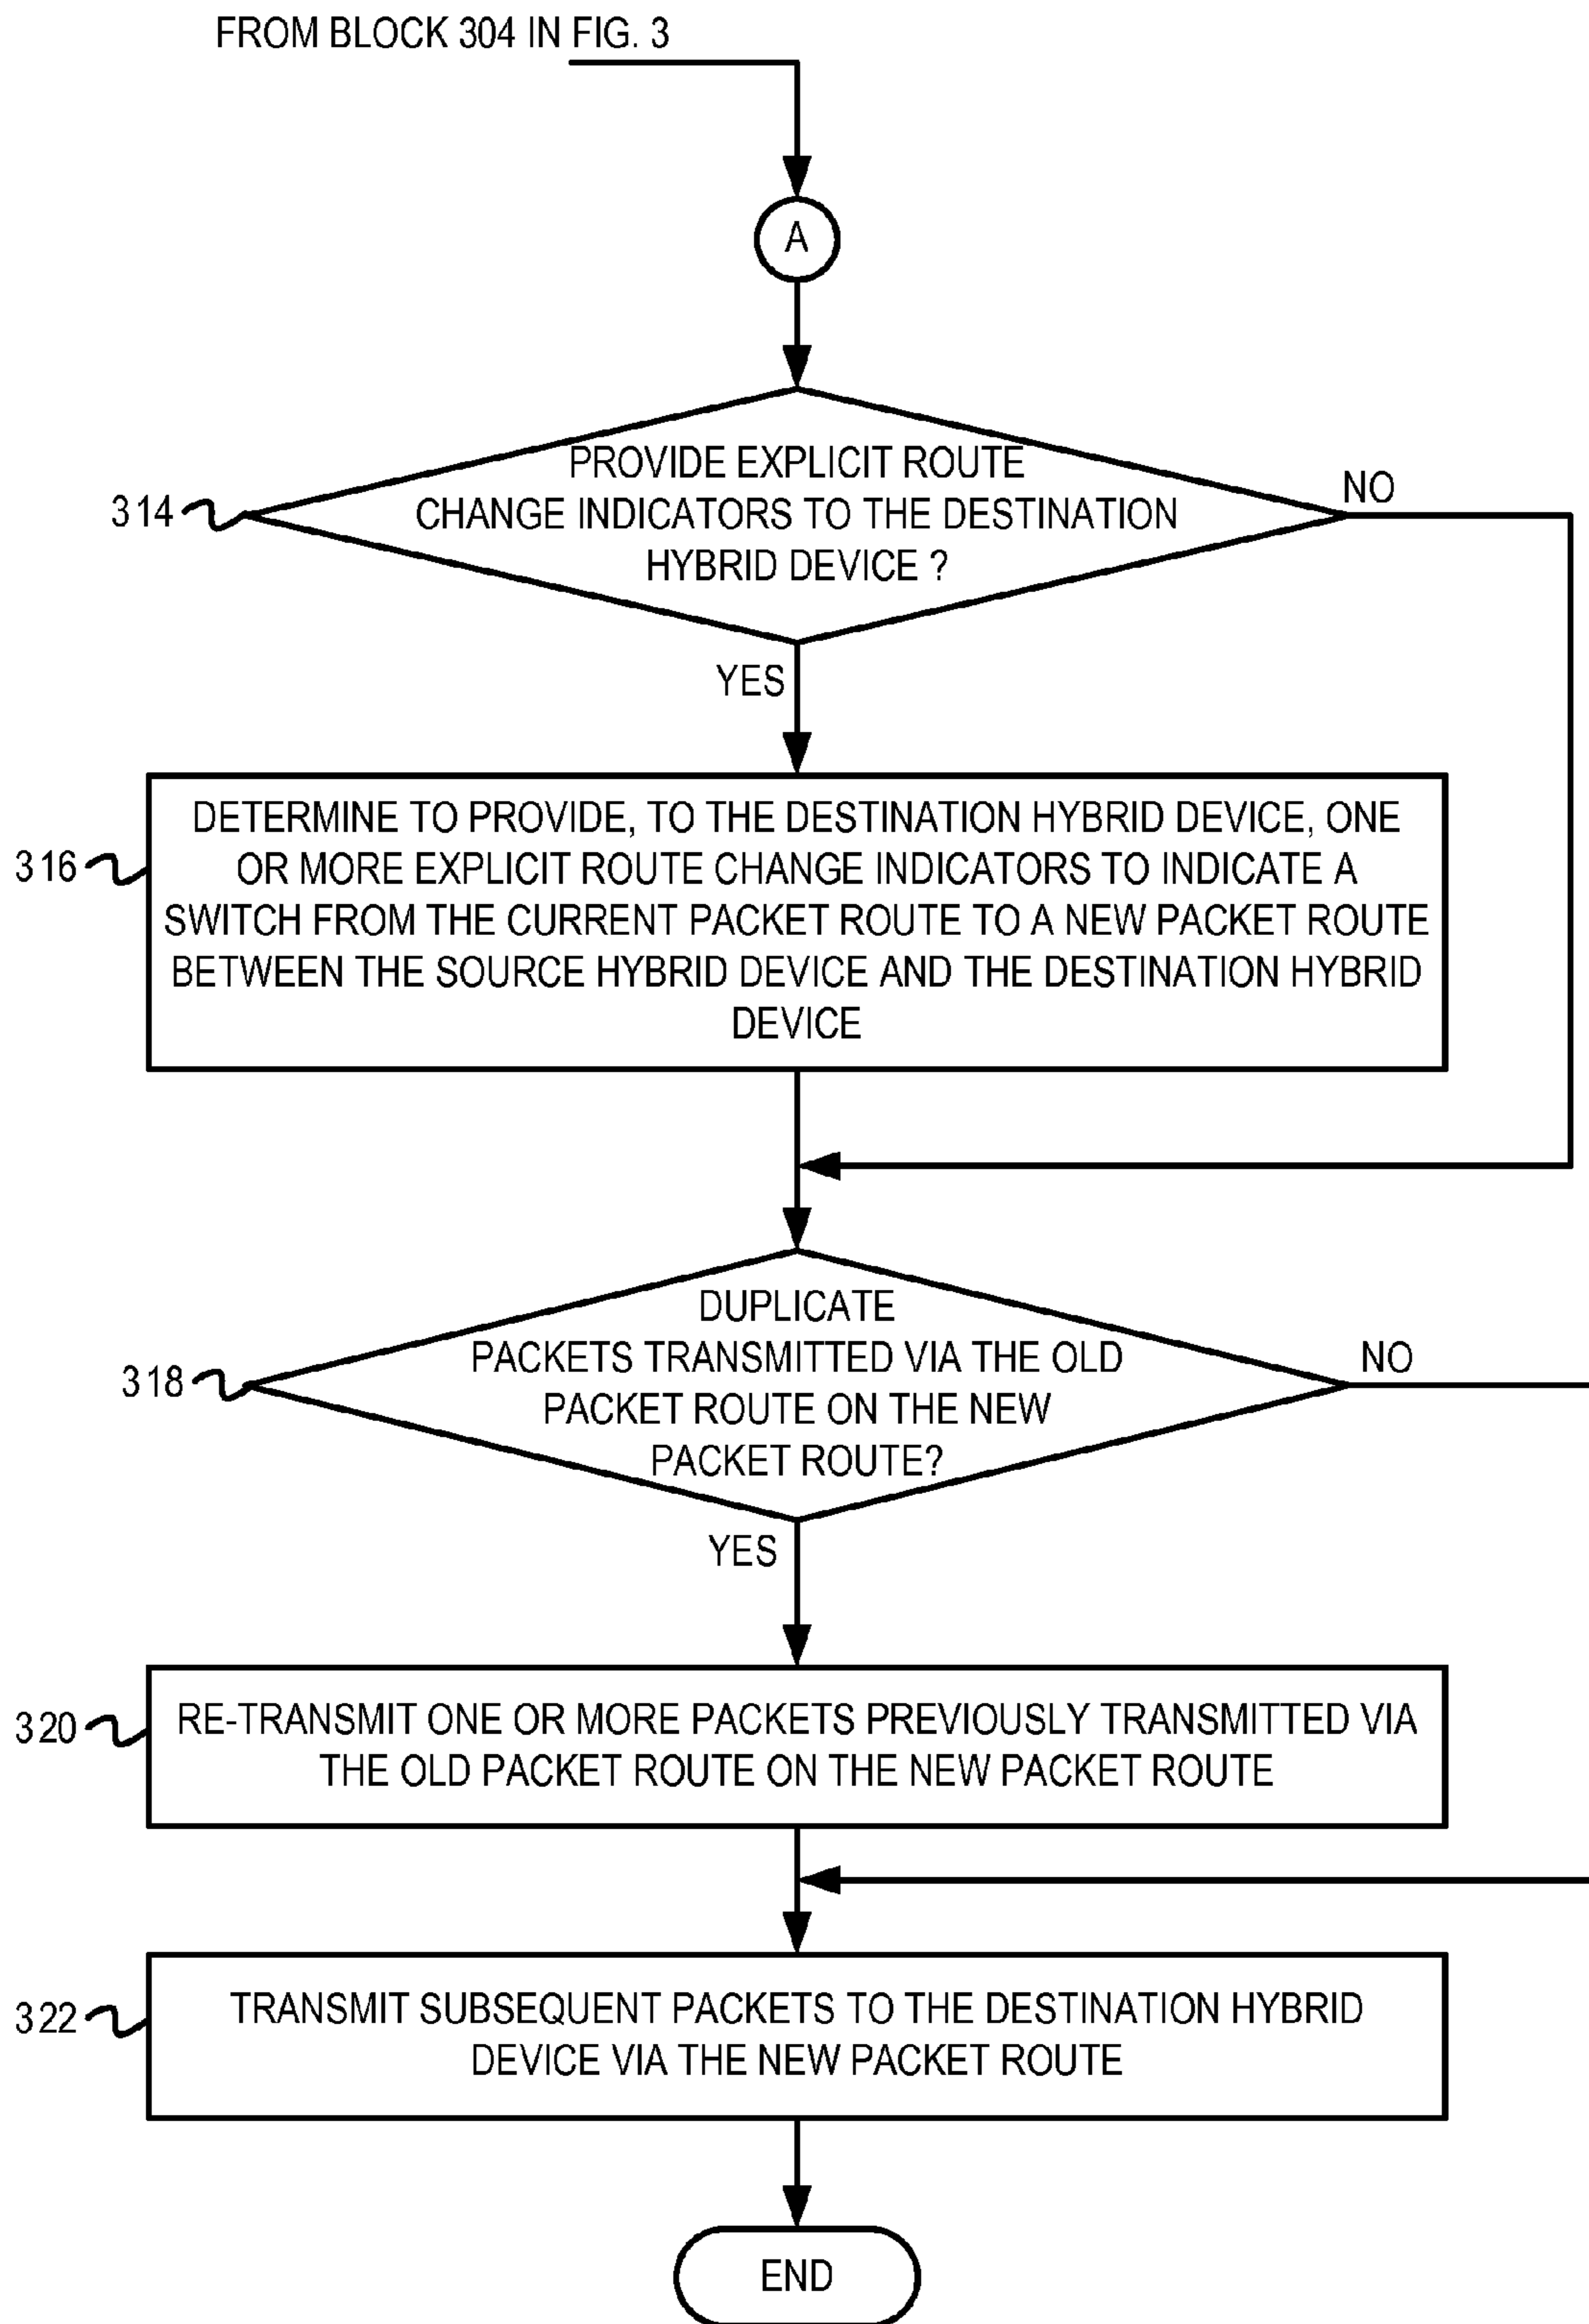 FROM BLOCK 304 IN FIG. 3
A
PROVIDE EXPLICIT ROUTE
CHANGE INDICATORS TO THE DESTINATION
HYBRID DEVICE ?
314
NO
YES
DETERMINE TO PROVIDE, TO THE DESTINATION HYBRID DEVICE, ONE
OR MORE EXPLICIT ROUTE CHANGE INDICATORS TO INDICATE A
SWITCH FROM THE CURRENT PACKET ROUTE TO A NEW PACKET ROUTE
BETWEEN THE SOURCE HYBRID DEVICE AND THE DESTINATION HYBRID
DEVICE
316
DUPLICATE
PACKETS TRANSMITTED VIA THE OLD
PACKET ROUTE ON THE NEW
PACKET ROUTE?
318
NO
YES
RE-TRANSMIT ONE OR MORE PACKETS PREVIOUSLY TRANSMITTED VIA
THE OLD PACKET ROUTE ON THE NEW PACKET ROUTE
320
TRANSMIT SUBSEQUENT PACKETS TO THE DESTINATION HYBRID
DEVICE VIA THE NEW PACKET ROUTE
322
END